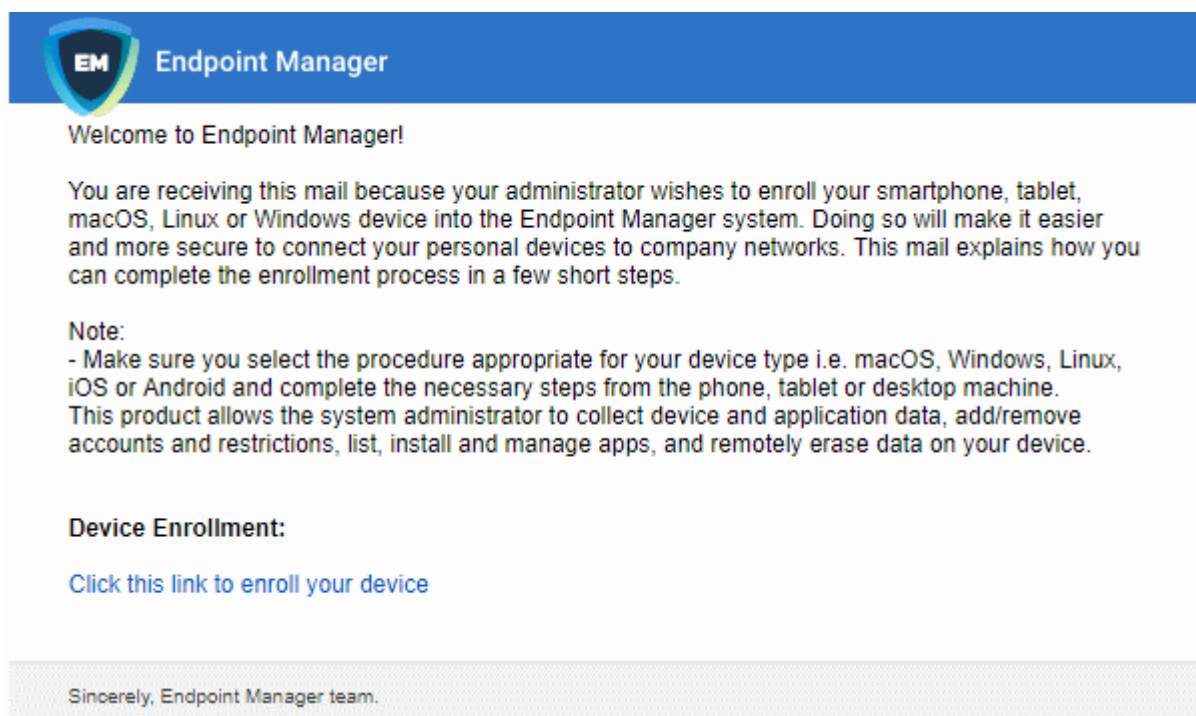 EM
Endpoint Manager
Welcome to Endpoint Manager!
You are receiving this mail because your administrator wishes to enroll your smartphone, tablet,
macOS, Linux or Windows device into the Endpoint Manager system. Doing so will make it easier
and more secure to connect your personal devices to company networks. This mail explains how you
can complete the enrollment process in a few short steps.
Note:
- Make sure you select the procedure appropriate for your device type i.e. macOS, Windows, Linux,
iOS or Android and complete the necessary steps from the phone, tablet or desktop machine.
This product allows the system administrator to collect device and application data, add/remove
accounts and restrictions, list, install and manage apps, and remotely erase data on your device.
Device Enrollment:
Click this link to enroll your device
Sincerely, Endpoint Manager team.